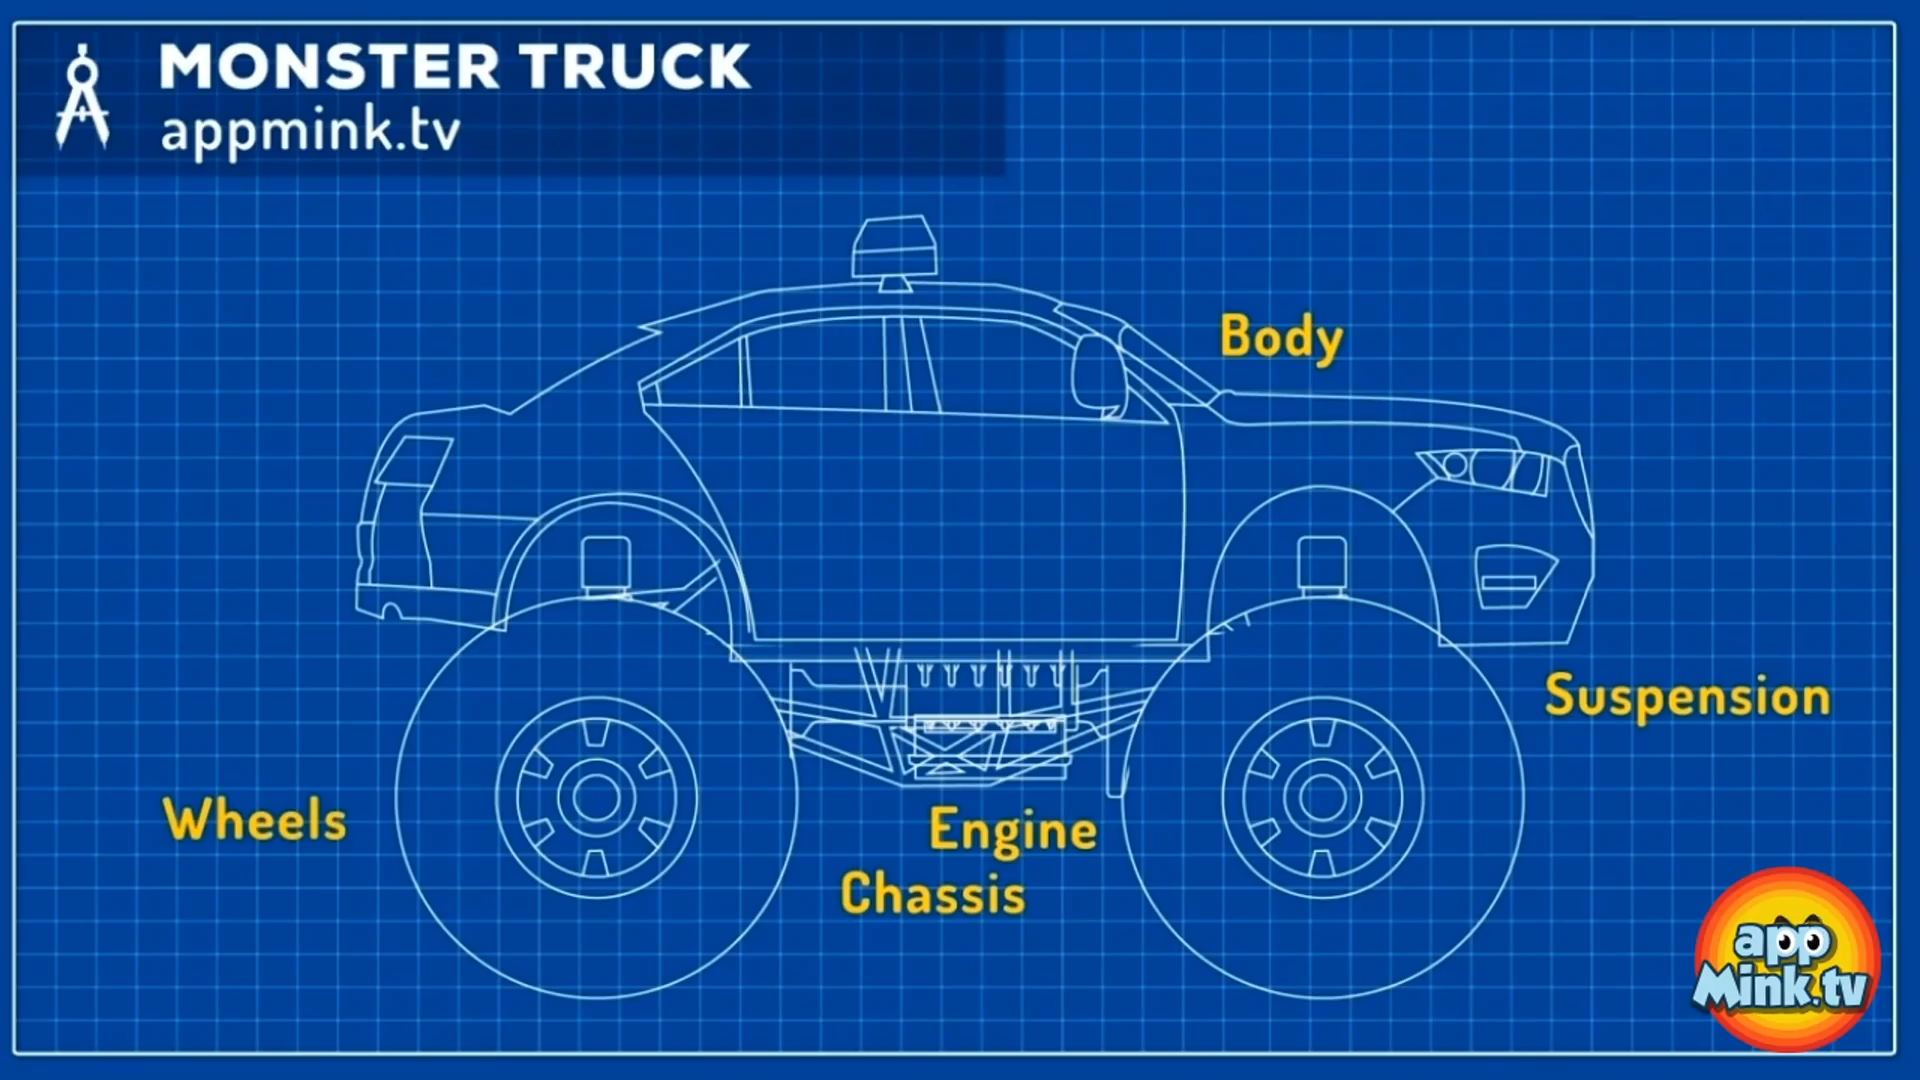 MONSTER TRUCK
appmink.tv
Body
Suspension
Wheels
Engine
Chassis
app
Mink.tv